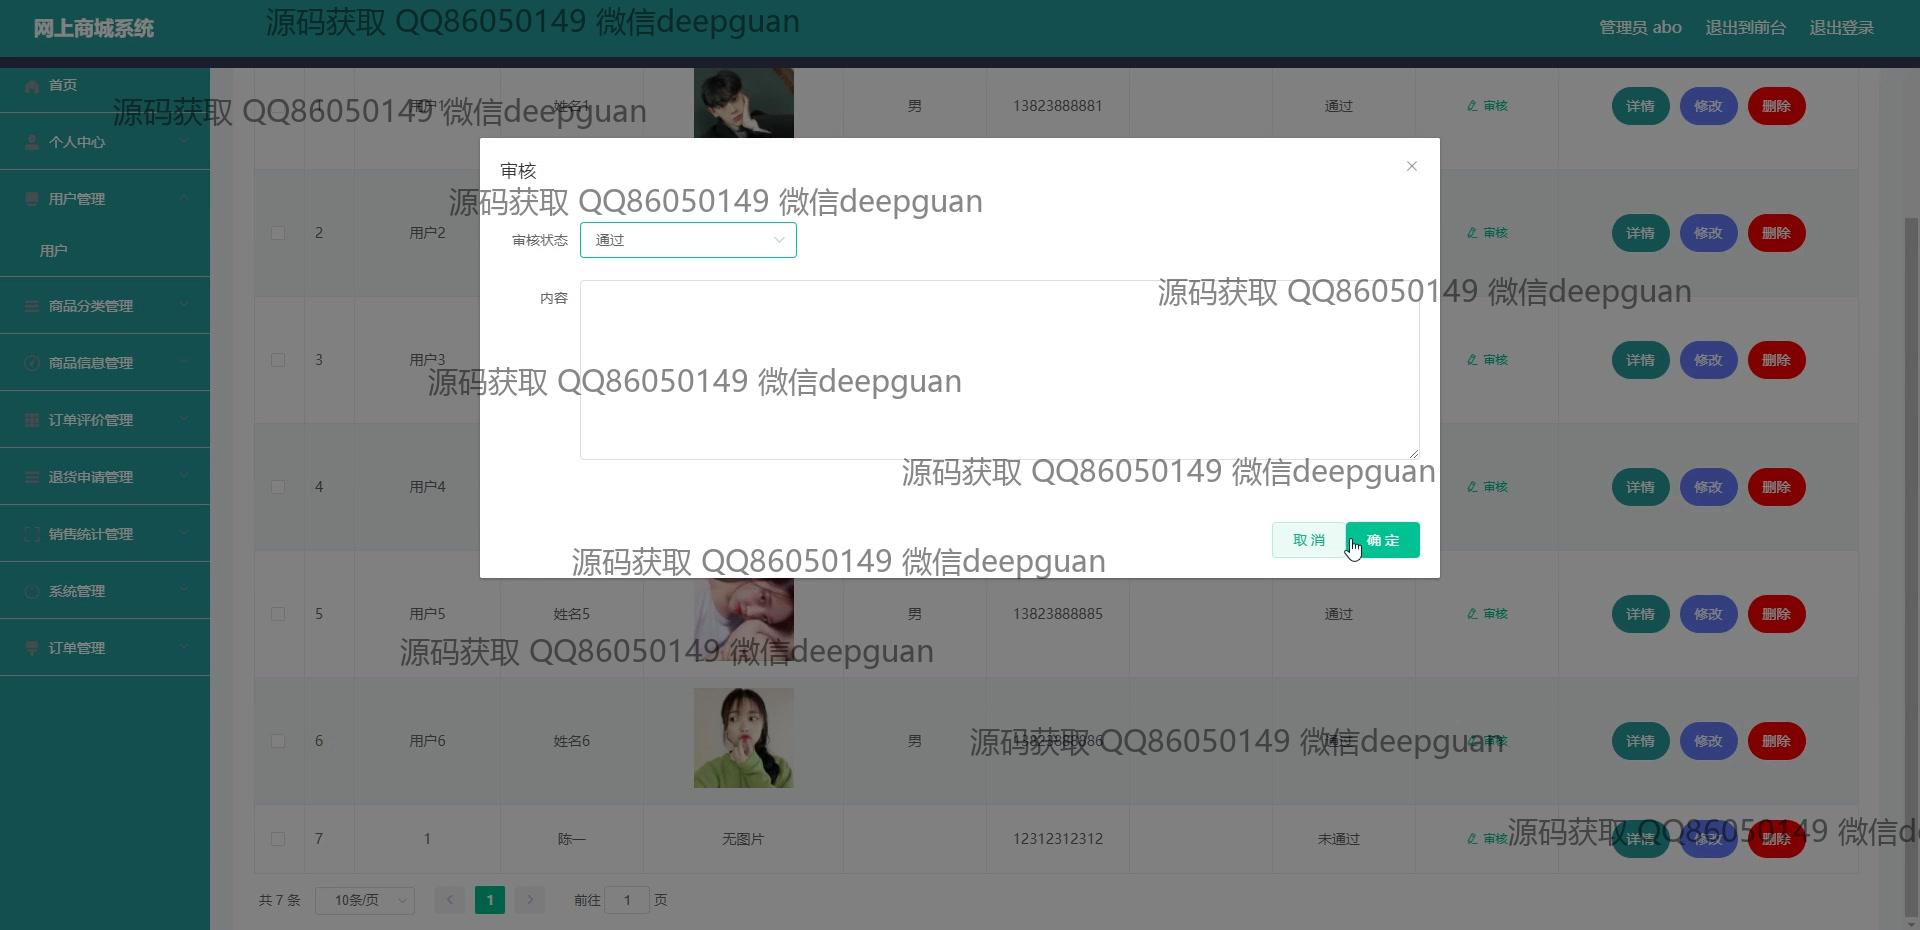 网上商城系统
源码获取 QQ86050149 微信deepguan
管理员 abo 退出到前台 退出登录
首页
1 用户1 姓名1 男 13823888881 通过 审核 详情 修改 删除
源码获取 QQ86050149 微信deepguan
个人中心
审核
用户管理
源码获取 QQ86050149 微信deepguan
2 用户2 审核 详情 修改 删除
审核状态 通过
用户
内容
源码获取 QQ86050149 微信deepguan
商品分类管理
3 用户3 审核 详情 修改 删除
商品信息管理
源码获取 QQ86050149 微信deepguan
订单评价管理
源码获取 QQ86050149 微信deepguan
退货申请管理
4 用户4 审核 详情 修改 删除
销售统计管理
取消 确定
源码获取 QQ86050149 微信deepguan
系统管理
5 用户5 姓名5 男 13823888885 通过 审核 详情 修改 删除
订单管理
源码获取 QQ86050149 微信deepguan
6 用户6 姓名6 男 13823888886 通过 审核 详情 修改 删除
源码获取 QQ86050149 微信deepguan
7 1 陈一 无图片 12312312312 未通过 审核 详情 修改 删除
源码获取 QQ86050149 微信d
共 7 条 10条/页 1 前往 1 页